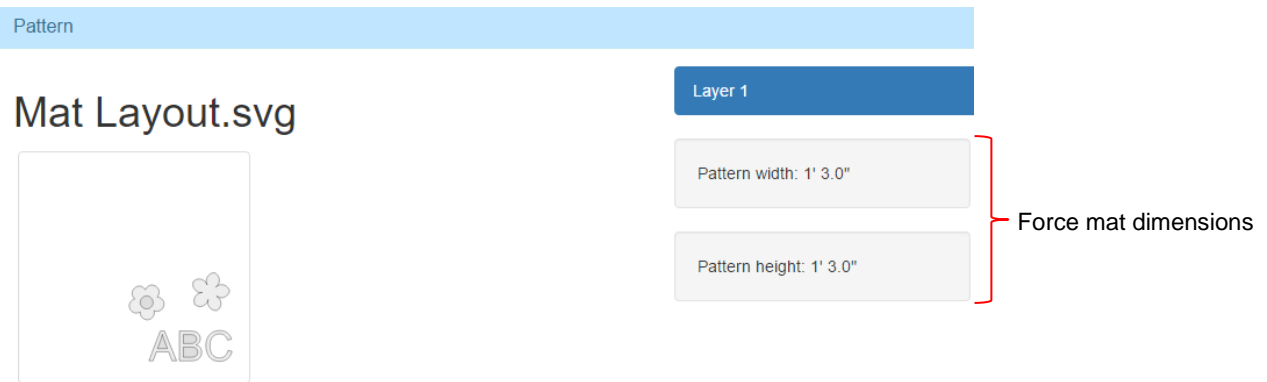 Pattern
Mat Layout.svg
Layer 1
Pattern width: 1' 3.0"
Pattern height: 1' 3.0"
Force mat dimensions
ABC